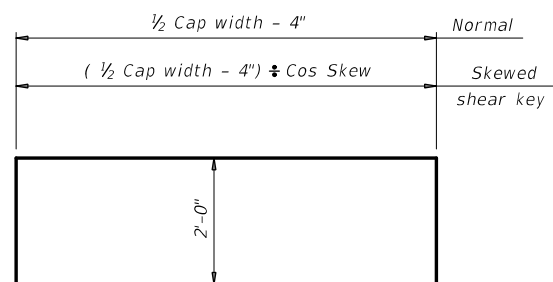 ½ Cap width - 4" Normal
( ½ Cap width - 4") ÷ Cos Skew Skewed
shear key
2'-0"